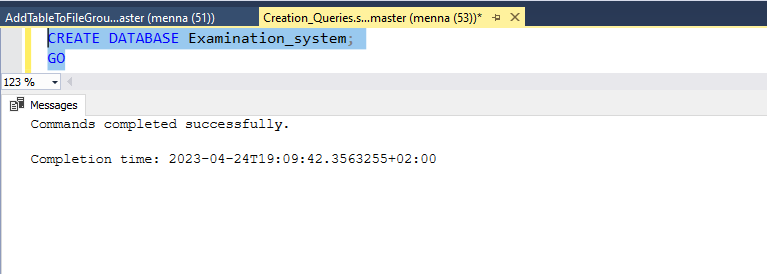 AddTableToFileGrou...aster (menna (51))
Creation_Queries.s...master (menna (53))*
CREATE DATABASE Examination_system;
GO
123 %
Messages
Commands completed successfully.
Completion time: 2023-04-24T19:09:42.3563255+02:00